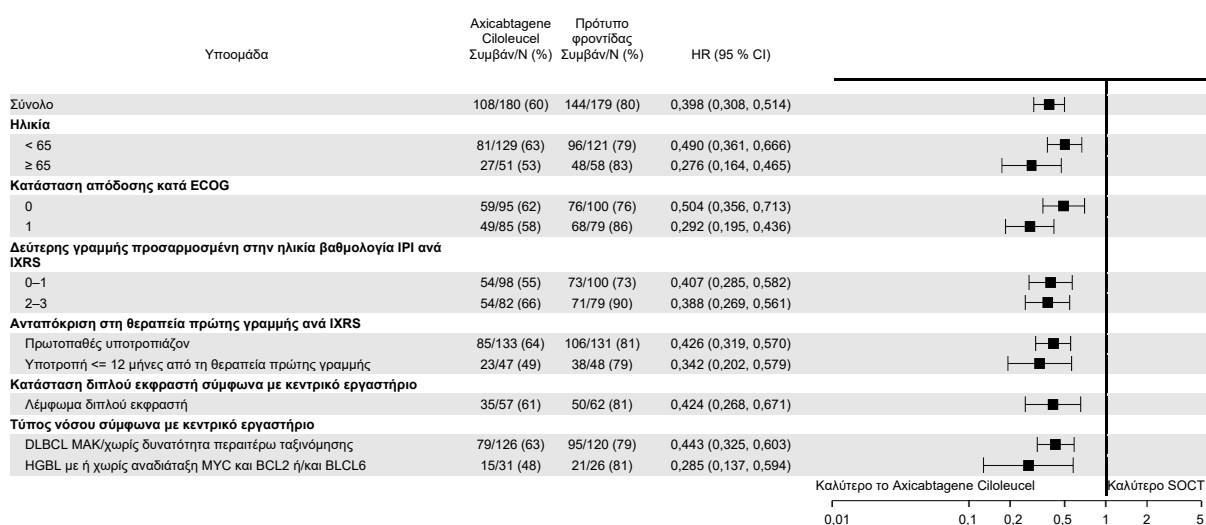 Υποομάδα
Axicabtagene
Ciloleucel
Συμβάν/N (%)
Πρότυπο
φροντίδας
Συμβάν/N (%)
HR (95 % CI)
Σύνολο 108/180 (60) 144/179 (80) 0,398 (0,308, 0,514)
Ηλικία
< 65 81/129 (63) 96/121 (79) 0,490 (0,361, 0,666)
≥ 65 27/51 (53) 48/58 (83) 0,276 (0,164, 0,465)
Κατάσταση απόδοσης κατά ECOG
0 59/95 (62) 76/100 (76) 0,504 (0,356, 0,713)
1 49/85 (58) 68/79 (86) 0,292 (0,195, 0,436)
Δεύτερης γραμμής προσαρμοσμένη στην ηλικία βαθμολογία IPI ανά
IXRS
0–1 54/98 (55) 73/100 (73) 0,407 (0,285, 0,582)
2–3 54/82 (66) 71/79 (90) 0,388 (0,269, 0,561)
Ανταπόκριση στη θεραπεία πρώτης γραμμής ανά IXRS
Πρωτοπαθές υποτροπιάζον 85/133 (64) 106/131 (81) 0,426 (0,319, 0,570)
Υποτροπή <= 12 μήνες από τη θεραπεία πρώτης γραμμής 23/47 (49) 38/48 (79) 0,342 (0,202, 0,579)
Κατάσταση διπλού εκφραστή σύμφωνα με κεντρικό εργαστήριο
Λέμφωμα διπλού εκφραστή 35/57 (61) 50/62 (81) 0,424 (0,268, 0,671)
Τύπος νόσου σύμφωνα με κεντρικό εργαστήριο
DLBCL ΜΑΚ/χωρίς δυνατότητα περαιτέρω ταξινόμησης 79/126 (63) 95/120 (79) 0,443 (0,325, 0,603)
HGBL με ή χωρίς αναδιάταξη MYC και BCL2 ή/και BLCL6 15/31 (48) 21/26 (81) 0,285 (0,137, 0,594)
Καλύτερο το Axicabtagene Ciloleucel Καλύτερο SOCT
0,01 0,1 0,2 0,5 1 2 5